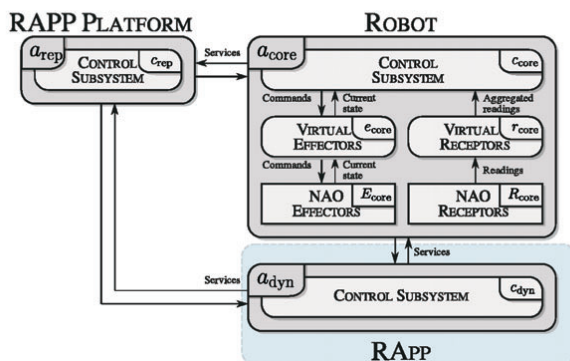 RAPP PLATFORM
ROBOT
a_rep
CONTROL
SUBSYSTEM
c_rep
Services
a_core
CONTROL
SUBSYSTEM
c_core
Commands
Current
state
Aggregated
readings
VIRTUAL
EFFECTORS
e_core
VIRTUAL
RECEPTORS
r_core
Commands
Current
state
Readings
NAO
EFFECTORS
E_core
NAO
RECEPTORS
R_core
Services
Services
a_dyn
CONTROL SUBSYSTEM
c_dyn
RAPP